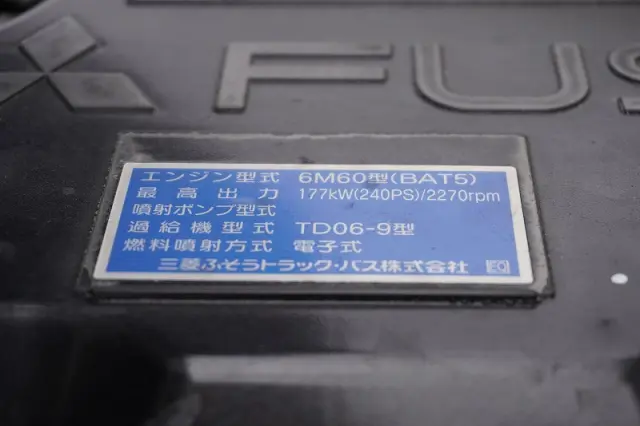 FUS
エンジン型式 6M60型(BAT5)
最高出力 177kW(240PS)/2270rpm
噴射ポンプ型式
過給機型式 TD06-9型
燃料噴射方式 電子式
三菱ふそうトラック・バス株式会社